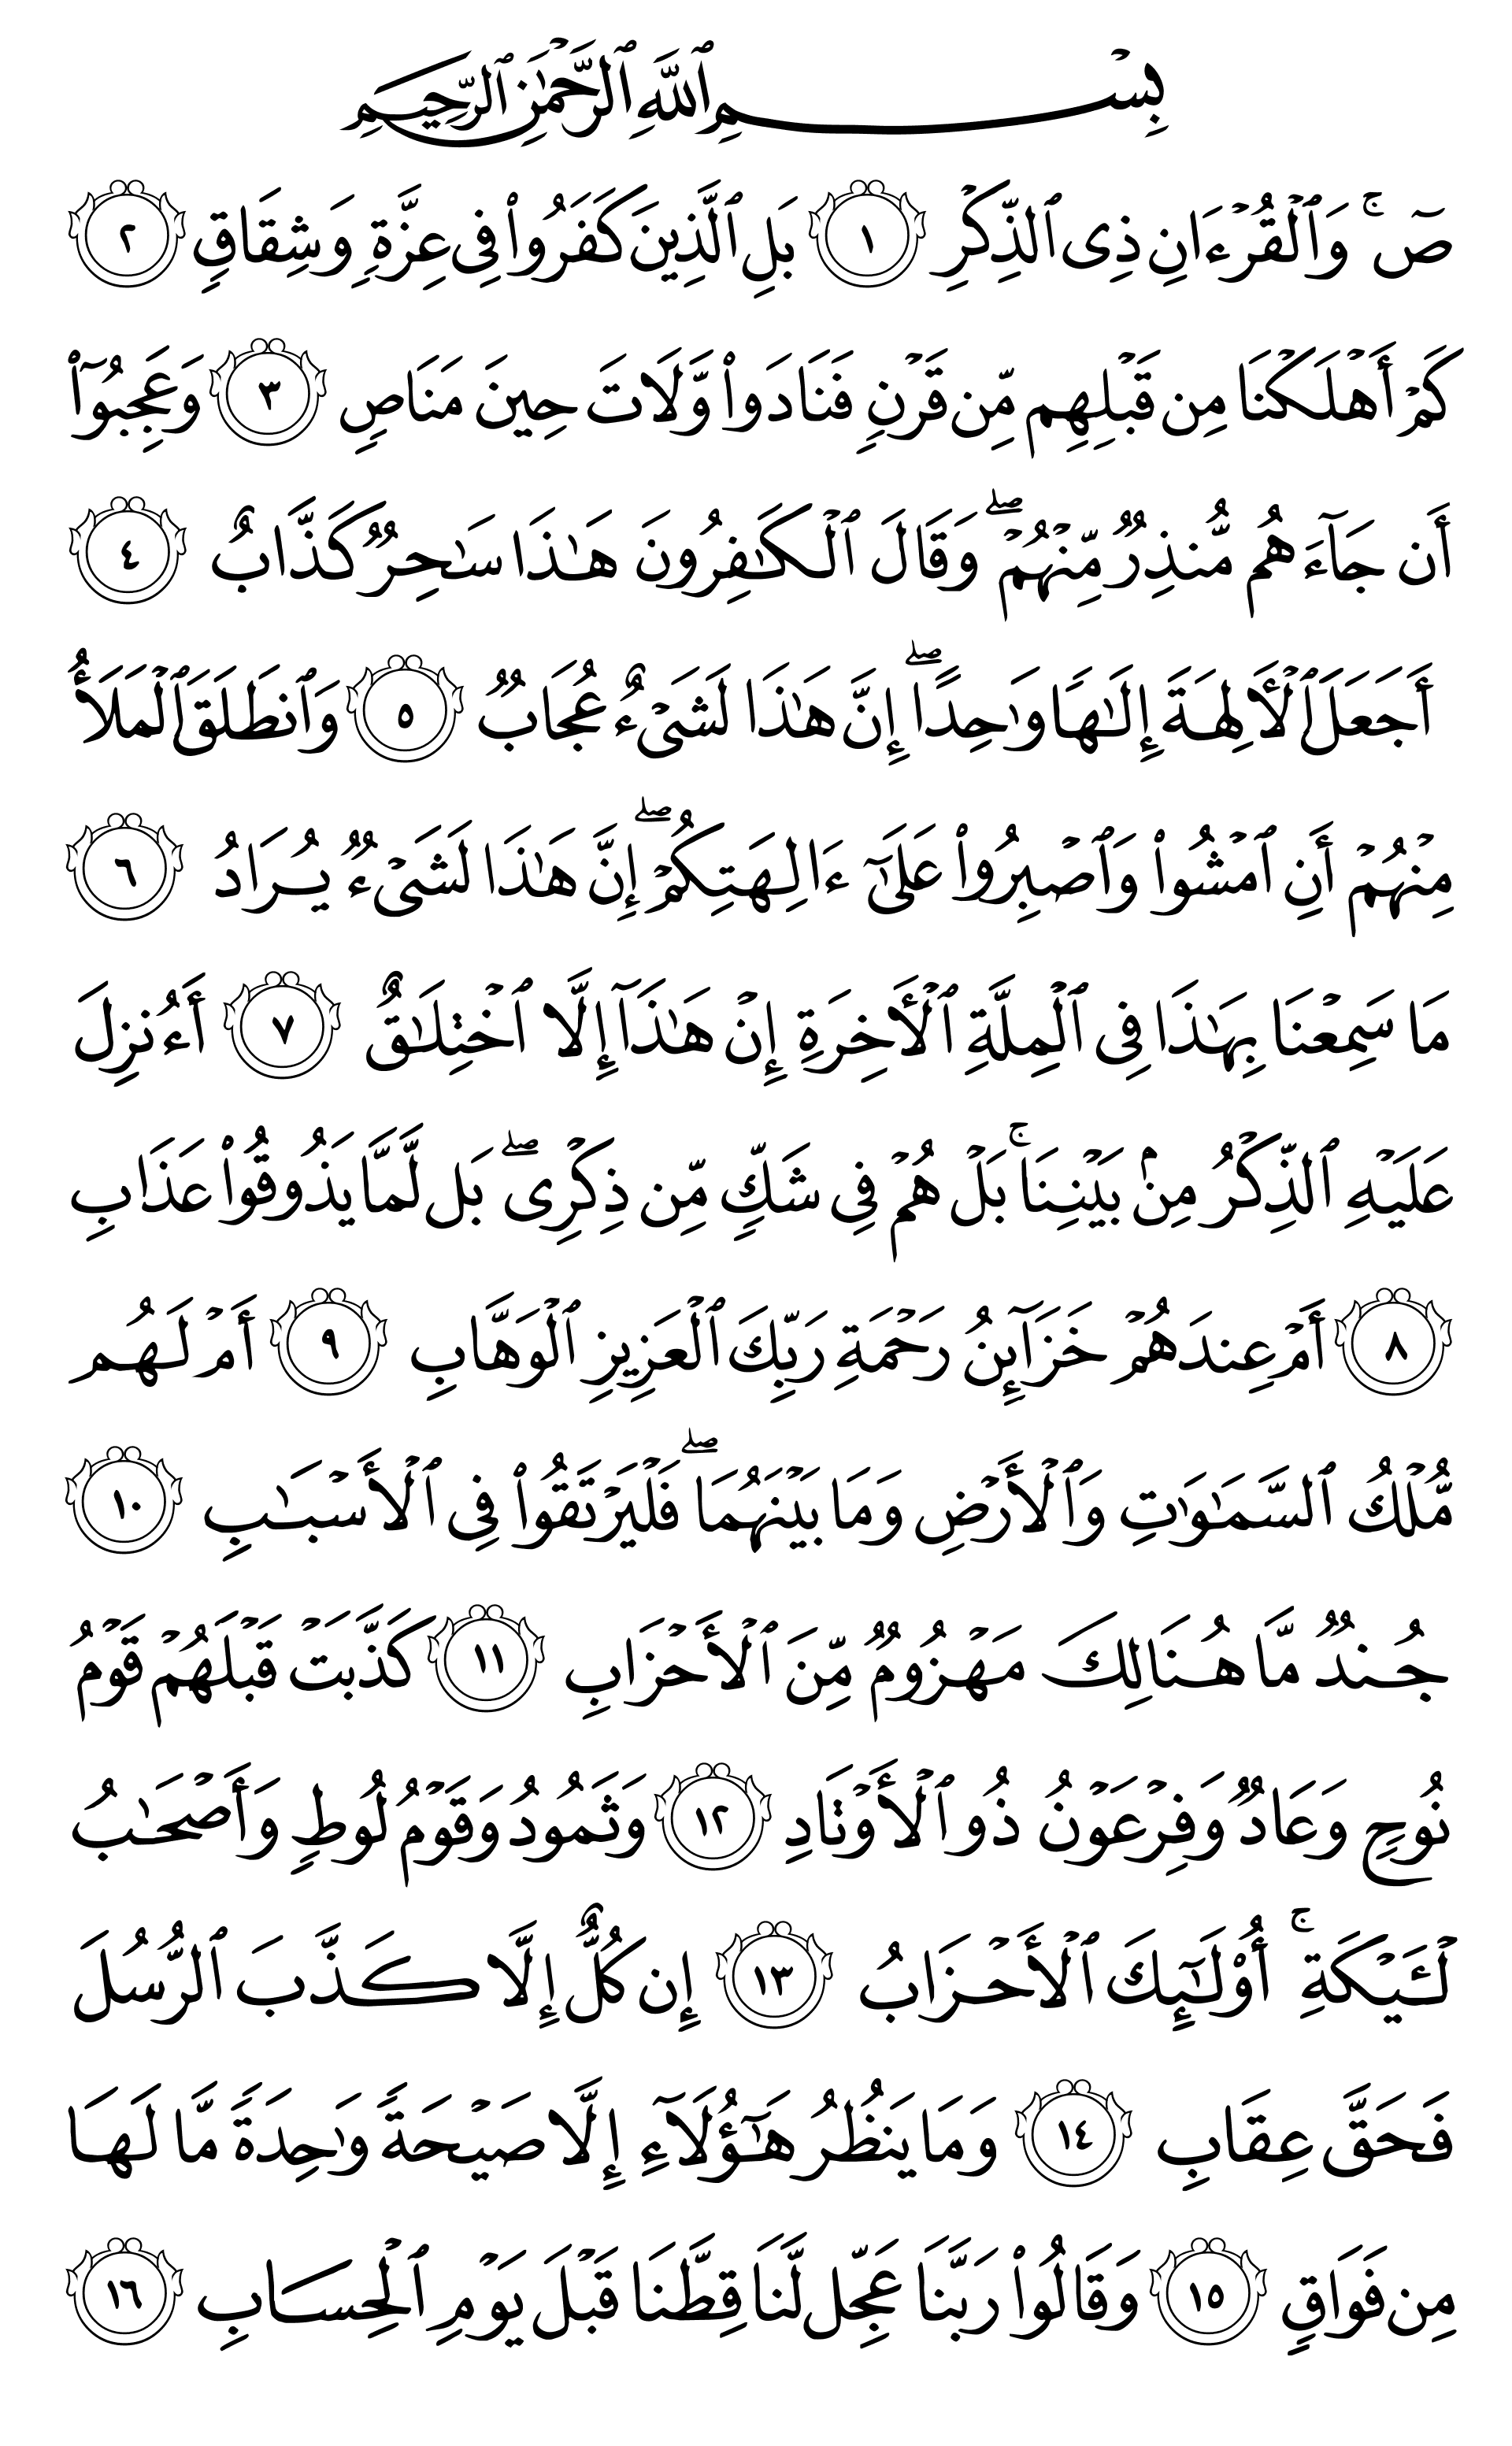 بِسْمِ ٱللَّهِ ٱلرَّحْمَٰنِ ٱلرَّحِيمِ
صٓ ۚ وَٱلْقُرْءَانِ ذِى ٱلذِّكْرِ ١ بَلِ ٱلَّذِينَ كَفَرُوا۟ فِى عِزَّةٍ وَشِقَاقٍ ٢
كَمْ أَهْلَكْنَا مِن قَبْلِهِم مِّن قَرْنٍ فَنَادَوا۟ وَّلَاتَ حِينَ مَنَاصٍ ٣ وَعَجِبُوٓا۟
أَن جَآءَهُم مُّنذِرٌ مِّنْهُمْ ۖ وَقَالَ ٱلْكَٰفِرُونَ هَٰذَا سَٰحِرٌ كَذَّابٌ ٤
أَجَعَلَ ٱلْأَلِهَةَ إِلَٰهًا وَٰحِدًا ۖ إِنَّ هَٰذَا لَشَىْءٌ عُجَابٌ ٥ وَٱنطَلَقَ ٱلْمَلَأُ
مِنْهُمْ أَنِ ٱمْشُوا۟ وَٱصْبِرُوا۟ عَلَىٰٓ ءَالِهَتِكُمْ ۖ إِنَّ هَٰذَا لَشَىْءٌ يُرَادُ ٦
مَا سَمِعْنَا بِهَٰذَا فِى ٱلْمِلَّةِ ٱلْأَخِرَةِ إِنْ هَٰذَآ إِلَّا ٱخْتِلَٰقٌ ٧ أَءُنزِلَ
عَلَيْهِ ٱلذِّكْرُ مِنۢ بَيْنِنَا ۚ بَلْ هُمْ فِى شَكٍّ مِّن ذِكْرِى ۖ بَل لَّمَّا يَذُوقُوا۟ عَذَابِ
٨ أَمْ عِندَهُمْ خَزَآئِنُ رَحْمَةِ رَبِّكَ ٱلْعَزِيزِ ٱلْوَهَّابِ ٩ أَمْ لَهُم
مُّلْكُ ٱلسَّمَٰوَٰتِ وَٱلْأَرْضِ وَمَا بَيْنَهُمَا ۖ فَلْيَرْتَقُوا۟ فِى ٱلْأَسْبَٰبِ ١٠
جُندٌ مَّا هُنَالِكَ مَهْزُومٌ مِّنَ ٱلْأَحْزَابِ ١١ كَذَّبَتْ قَبْلَهُمْ قَوْمُ
نُوحٍ وَعَادٌ وَفِرْعَوْنُ ذُو ٱلْأَوْتَادِ ١٢ وَثَمُودُ وَقَوْمُ لُوطٍ وَأَصْحَٰبُ
لْـَٔيْكَةِ ۚ أُو۟لَٰٓئِكَ ٱلْأَحْزَابُ ١٣ إِن كُلٌّ إِلَّا كَذَّبَ ٱلرُّسُلَ
فَحَقَّ عِقَابِ ١٤ وَمَا يَنظُرُ هَٰٓؤُلَآءِ إِلَّا صَيْحَةً وَٰحِدَةً مَّا لَهَا
مِن فَوَاقٍ ١٥ وَقَالُوا۟ رَبَّنَا عَجِّل لَّنَا قِطَّنَا قَبْلَ يَوْمِ ٱلْحِسَابِ ١٦